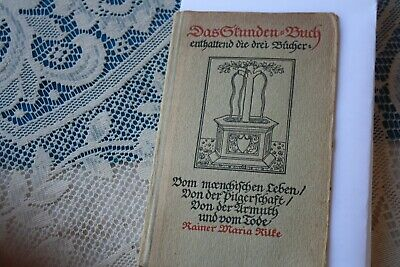 Das Stunden-Buch
enthaltend die drei Bücher:
Vom mœnchischen Leben/
Von der Pilgerschaft/
Von der Armuth
und vom Tode/
Rainer Maria Rilke